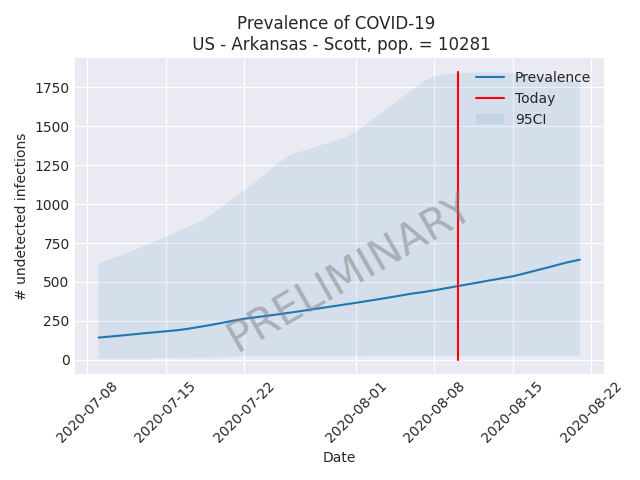 Prevalence of COVID-19
US - Arkansas - Scott, pop. = 10281
# undetected infections
1750
1500
1250
1000
750
500
250
0
Prevalence
Today
95CI
PRELIMINARY
2020-07-08
2020-07-15
2020-07-22
2020-08-01
2020-08-08
2020-08-15
2020-08-22
Date